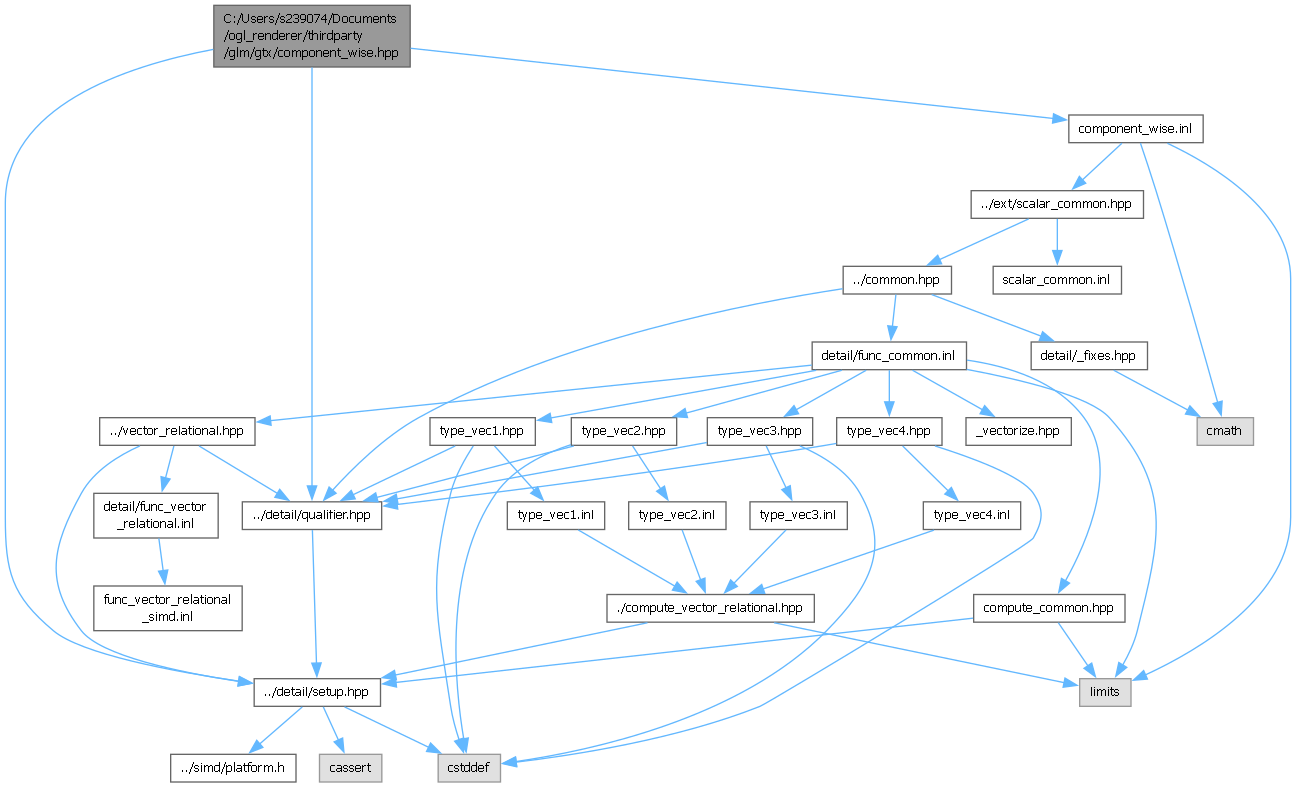 C:/Users/s239074/Documents
/ogl_renderer/thirdparty
/glm/gtx/component_wise.hpp
component_wise.inl
../ext/scalar_common.hpp
../common.hpp
scalar_common.inl
detail/func_common.inl
detail/_fixes.hpp
../vector_relational.hpp
type_vec1.hpp
type_vec2.hpp
type_vec3.hpp
type_vec4.hpp
_vectorize.hpp
cmath
detail/func_vector
_relational.inl
../detail/qualifier.hpp
type_vec1.inl
type_vec2.inl
type_vec3.inl
type_vec4.inl
func_vector_relational
_simd.inl
./compute_vector_relational.hpp
compute_common.hpp
../detail/setup.hpp
limits
../simd/platform.h
cassert
cstddef